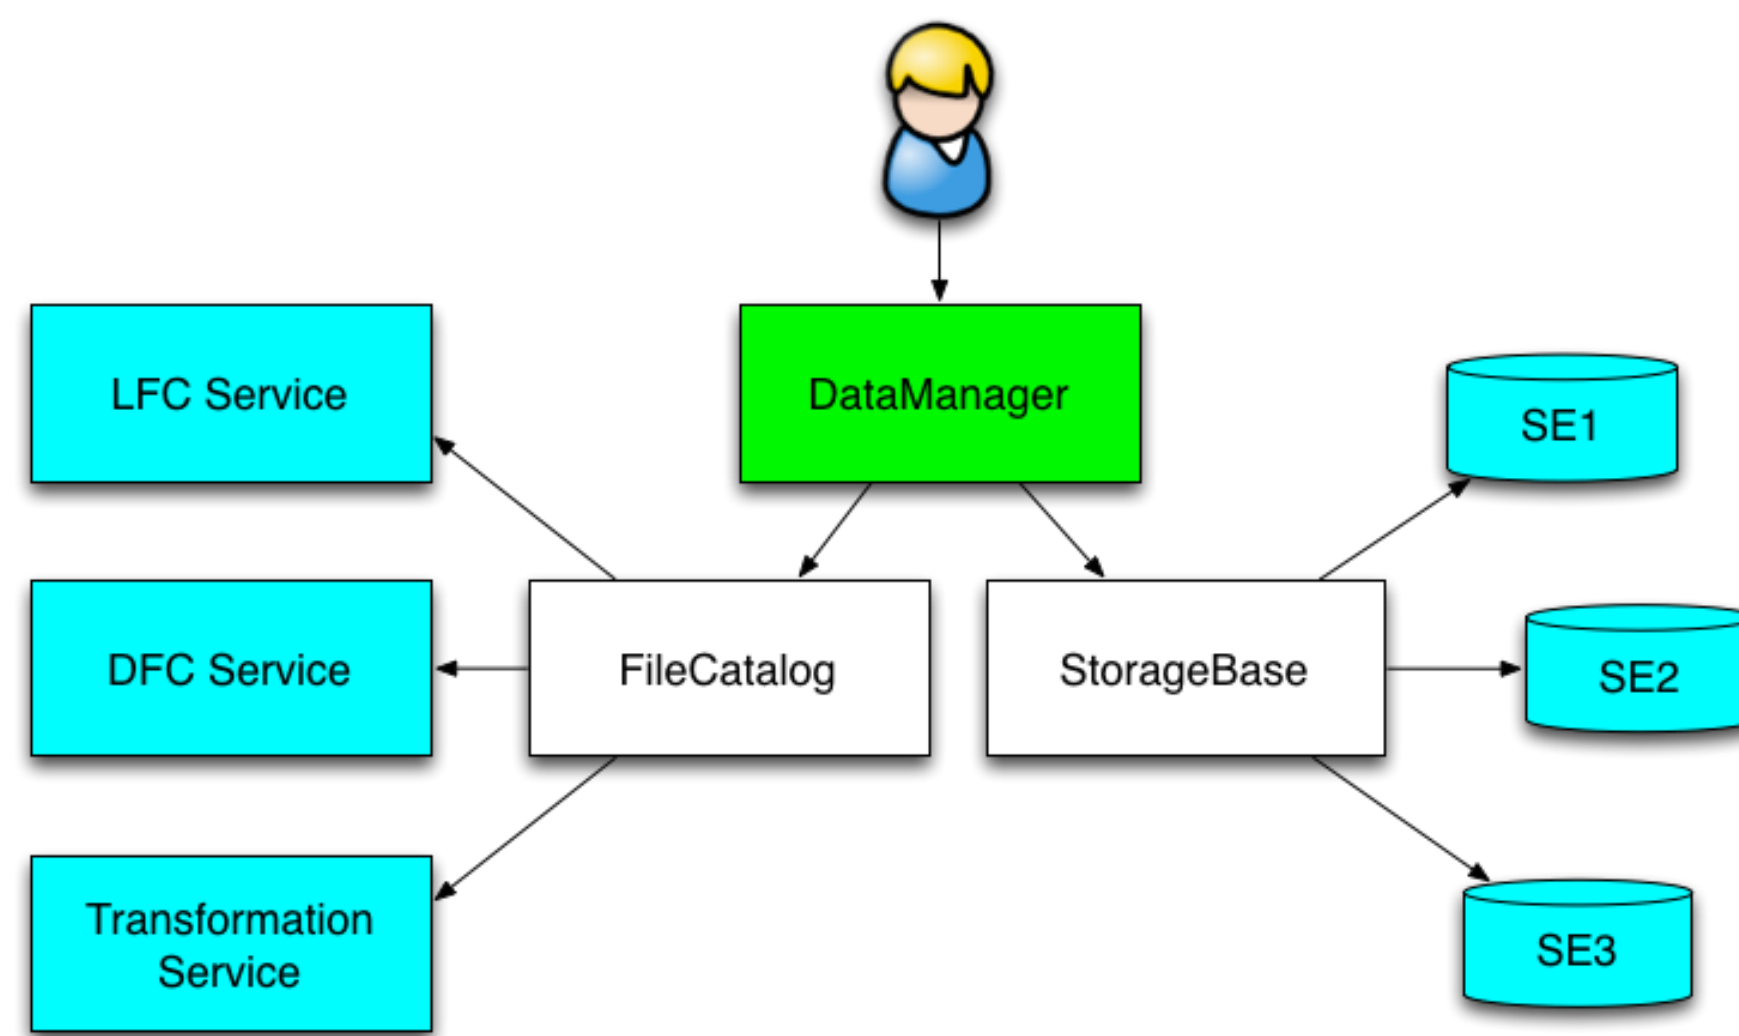 LFC Service
DataManager
SE1
DFC Service
FileCatalog
StorageBase
SE2
Transformation
Service
SE3